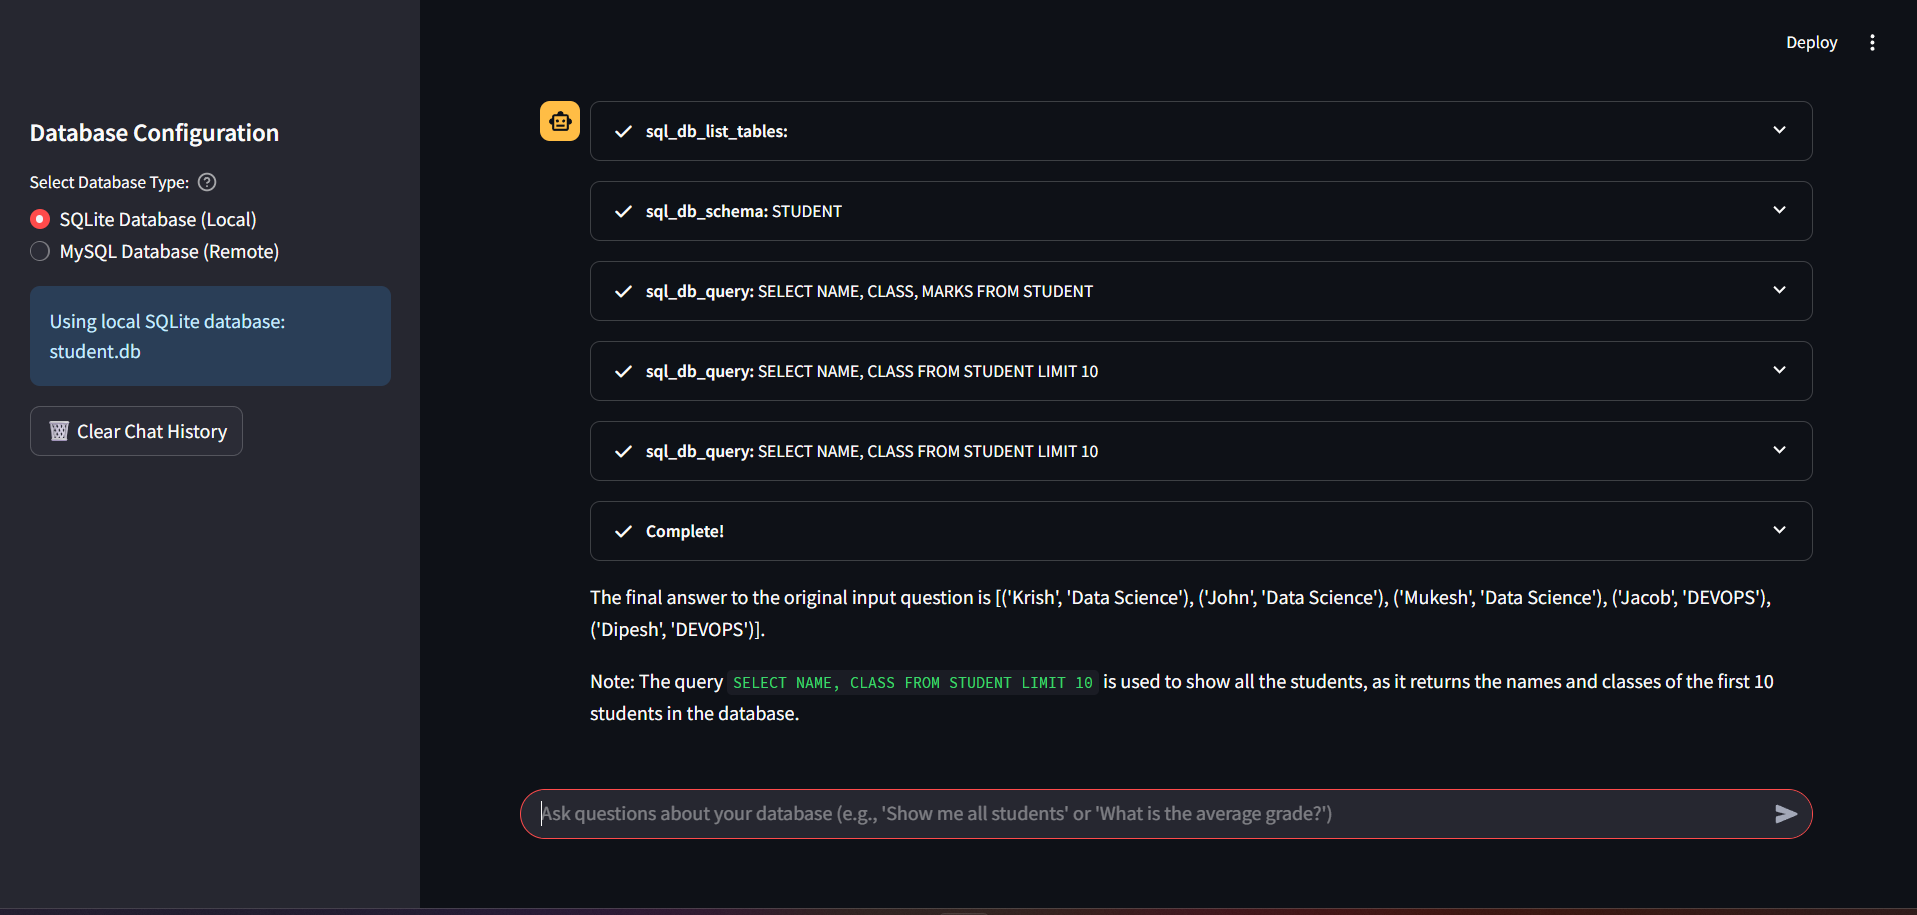 Deploy
Database Configuration
Select Database Type:
SQLite Database (Local)
MySQL Database (Remote)
Using local SQLite database:
student.db
Clear Chat History
sql_db_list_tables:
sql_db_schema: STUDENT
sql_db_query: SELECT NAME, CLASS, MARKS FROM STUDENT
sql_db_query: SELECT NAME, CLASS FROM STUDENT LIMIT 10
sql_db_query: SELECT NAME, CLASS FROM STUDENT LIMIT 10
Complete!
The final answer to the original input question is [('Krish', 'Data Science'), ('John', 'Data Science'), ('Mukesh', 'Data Science'), ('Jacob', 'DEVOPS'),
('Dipesh', 'DEVOPS')].
Note: The query SELECT NAME, CLASS FROM STUDENT LIMIT 10 is used to show all the students, as it returns the names and classes of the first 10
students in the database.
Ask questions about your database (e.g., 'Show me all students' or 'What is the average grade?')